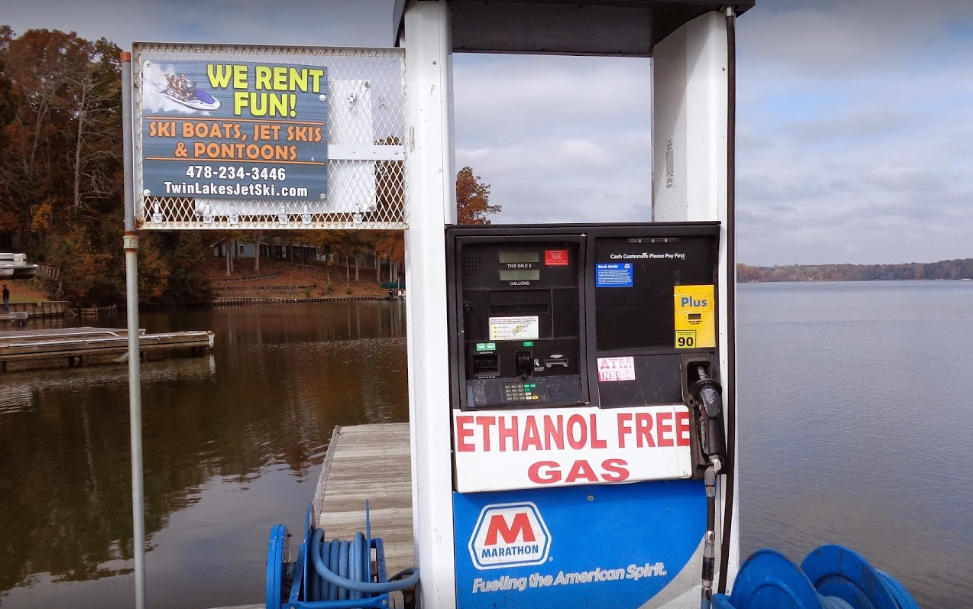 WE RENT
FUN!
SKI BOATS, JET SKIS
& PONTOONS
478-234-3446
TwinLakesJetSki.com
Cash Customers Please Pay First
THIS SALE $
GALLONS
Plus
90
ATM
INSIDE
ETHANOL FREE
GAS
M
MARATHON
Fueling the American Spirit.